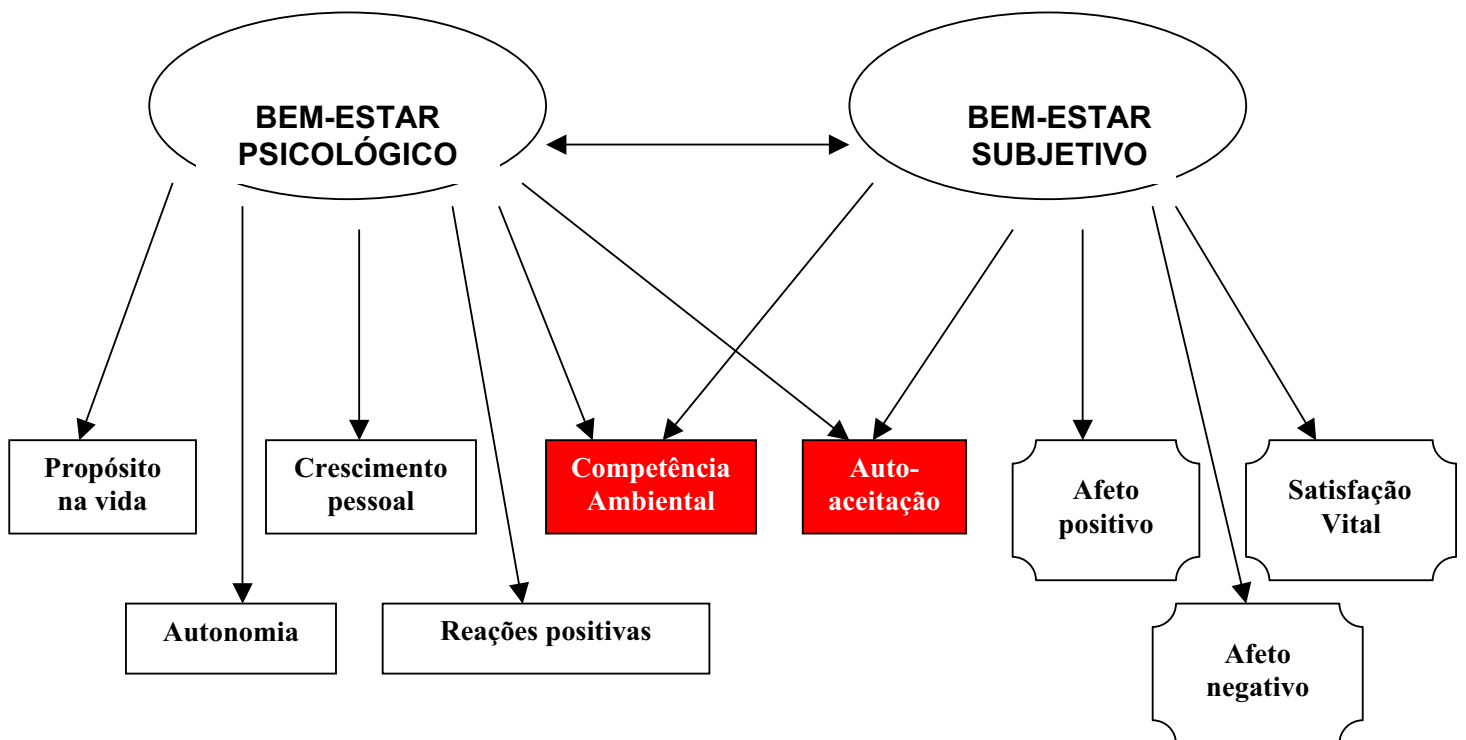 BEM-ESTAR
PSICOLÓGICO
BEM-ESTAR
SUBJETIVO
Propósito
na vida
Crescimento
pessoal
Competência
Ambiental
Auto-
aceitação
Afeto
positivo
Satisfação
Vital
Autonomia
Reações positivas
Afeto
negativo